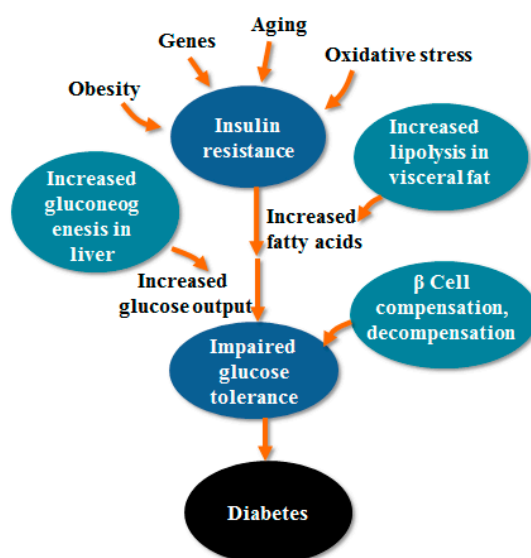 Aging
Genes
Oxidative stress
Obesity
Insulin
resistance
Increased
lipolysis in
visceral fat
Increased
gluconeog
enesis in
liver
Increased
fatty acids
Increased
glucose output
β Cell
compensation,
decompensation
Impaired
glucose
tolerance
Diabetes